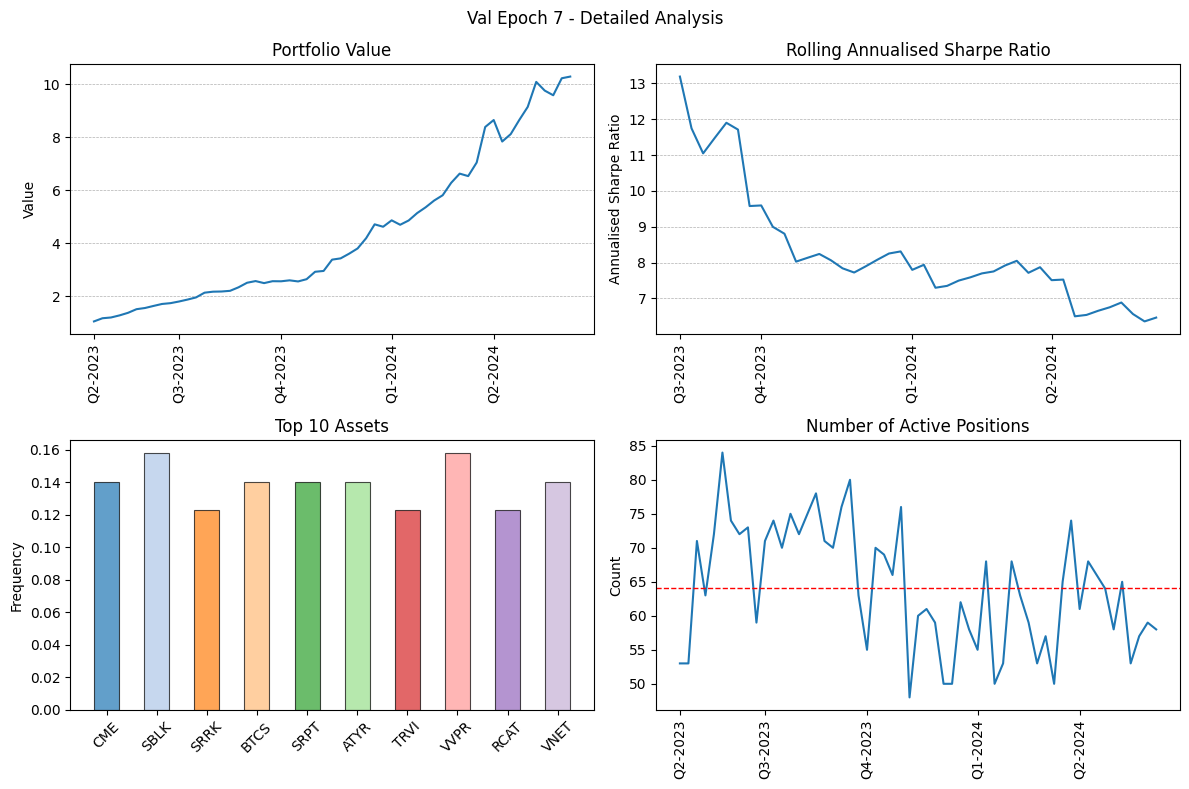 Val Epoch 7 - Detailed Analysis
Portfolio Value
Value
10
8
6
4
2
Q2-2023
Q3-2023
Q4-2023
Q1-2024
Q2-2024
Rolling Annualised Sharpe Ratio
Annualised Sharpe Ratio
13
12
11
10
9
8
7
Q3-2023
Q4-2023
Q1-2024
Q2-2024
Top 10 Assets
Frequency
0.16
0.14
0.12
0.10
0.08
0.06
0.04
0.02
0.00
CME
SBLK
SRRK
BTCS
SRPT
ATYR
TRVI
VVPR
RCAT
VNET
Number of Active Positions
Count
85
80
75
70
65
60
55
50
Q2-2023
Q3-2023
Q4-2023
Q1-2024
Q2-2024